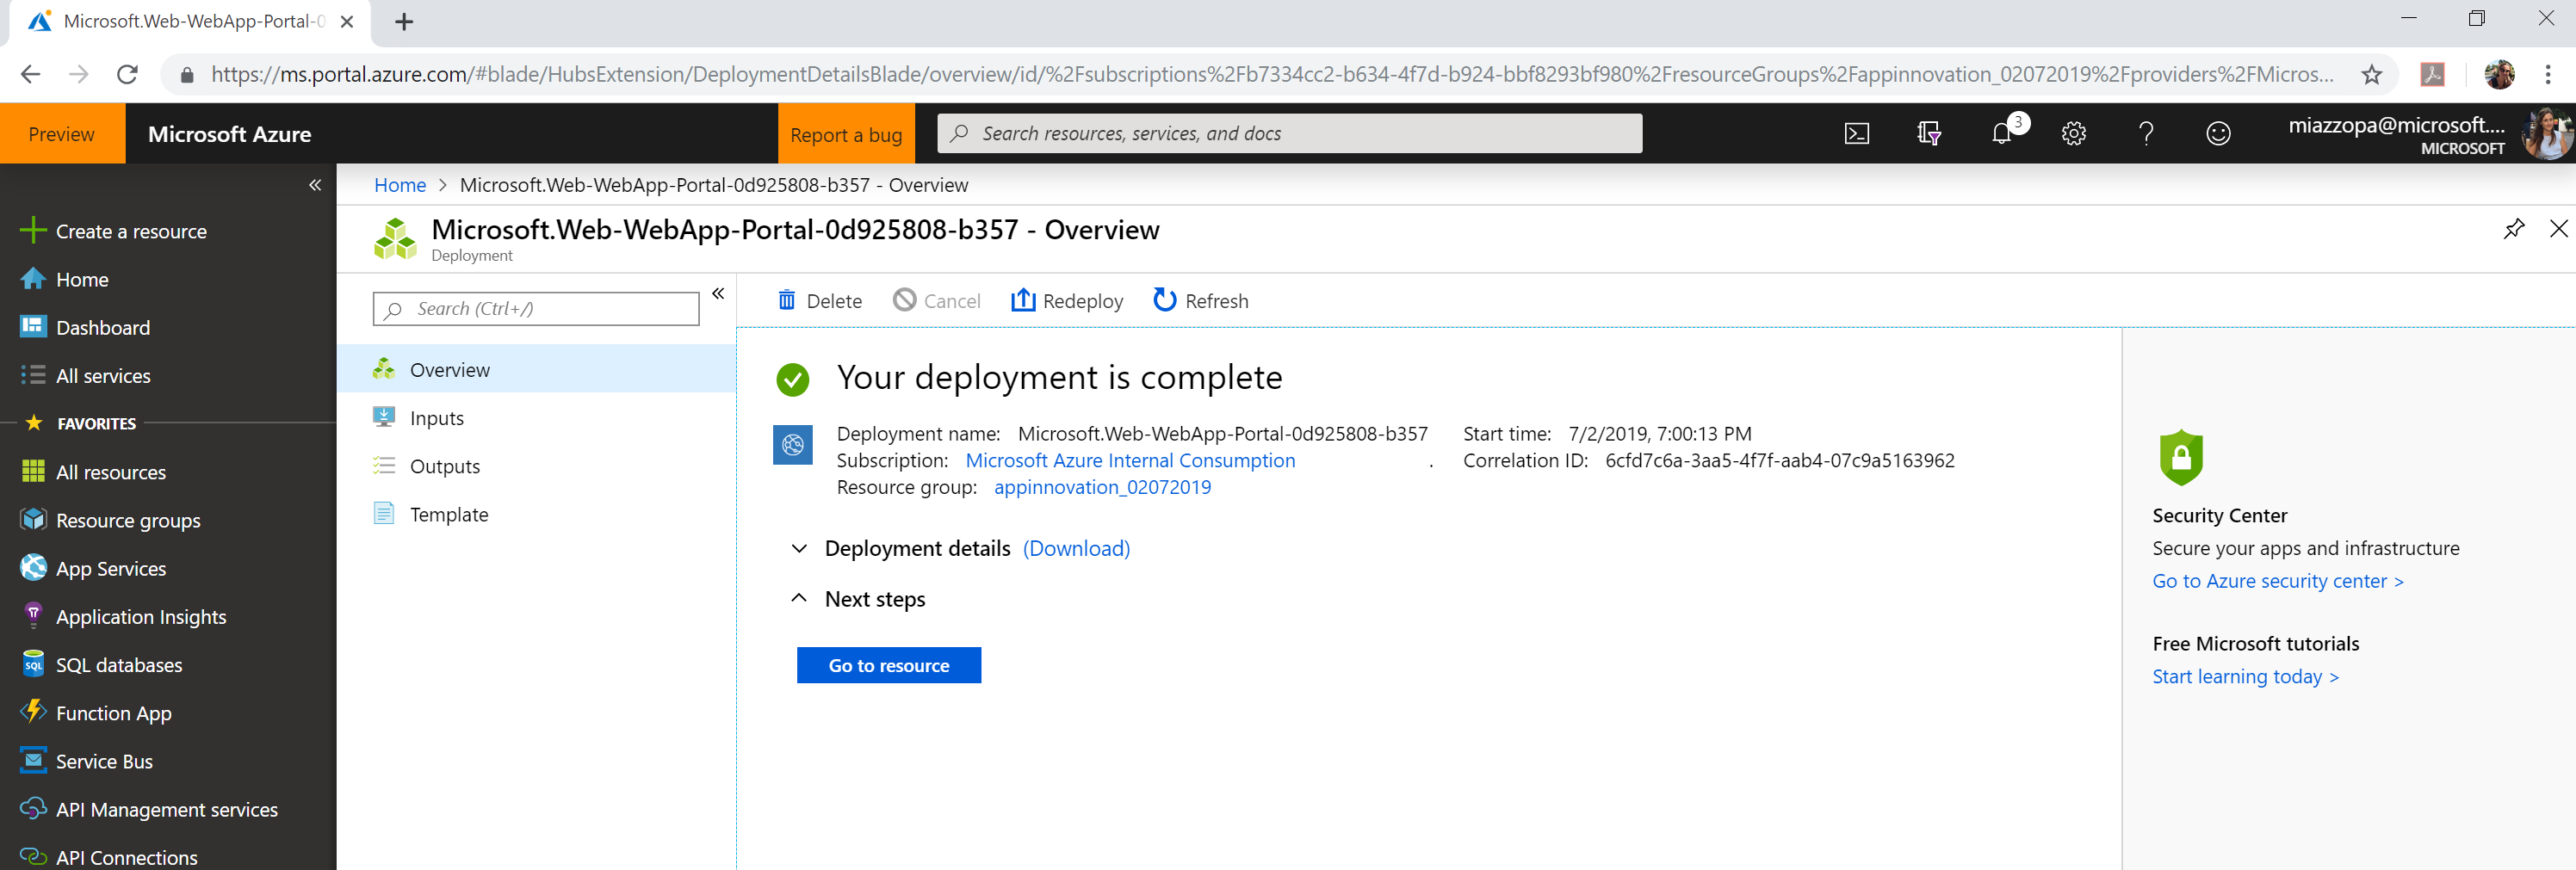 Microsoft.Web-WebApp-Portal-0
https://ms.portal.azure.com/#blade/HubsExtension/DeploymentDetailsBlade/overview/id/%2Fsubscriptions%2Fb7334cc2-b634-4f7d-b924-bbf8293bf980%2FresourceGroups%2Fappinnovation_02072019%2Fproviders%2FMicros...
Preview
Microsoft Azure
Report a bug
Search resources, services, and docs
3
miazzopa@microsoft....
MICROSOFT
Create a resource
Home
Dashboard
All services
FAVORITES
All resources
Resource groups
App Services
Application Insights
SQL
SQL databases
Function App
Service Bus
API Management services
API Connections
Home > Microsoft.Web-WebApp-Portal-0d925808-b357 - Overview
Microsoft.Web-WebApp-Portal-0d925808-b357 - Overview
Deployment
Search (Ctrl+/)
Overview
Inputs
Outputs
Template
Delete
Cancel
Redeploy
Refresh
Your deployment is complete
Deployment name: Microsoft.Web-WebApp-Portal-0d925808-b357
Subscription: Microsoft Azure Internal Consumption .
Resource group: appinnovation_02072019
Start time: 7/2/2019, 7:00:13 PM
Correlation ID: 6cfd7c6a-3aa5-4f7f-aab4-07c9a5163962
Deployment details (Download)
Next steps
Go to resource
Security Center
Secure your apps and infrastructure
Go to Azure security center >
Free Microsoft tutorials
Start learning today >